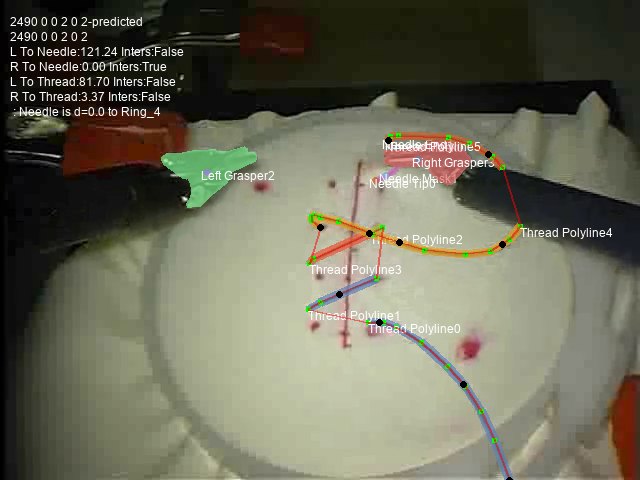 2490 0 0 2 0 2-predicted
2490 0 0 2 0 2
L To Needle:121.24 Inters:False
R To Needle:0.00 Inters:True
L To Thread:81.70 Inters:False
R To Thread:3.37 Inters:False
: Needle is d=0.0 to Ring_4
Thread Polyline5
Right Grasper3
Left Grasper2
Needle Mask1
Needle Tip0
Thread Polyline4
Thread Polyline2
Thread Polyline3
Thread Polyline1
Thread Polyline0